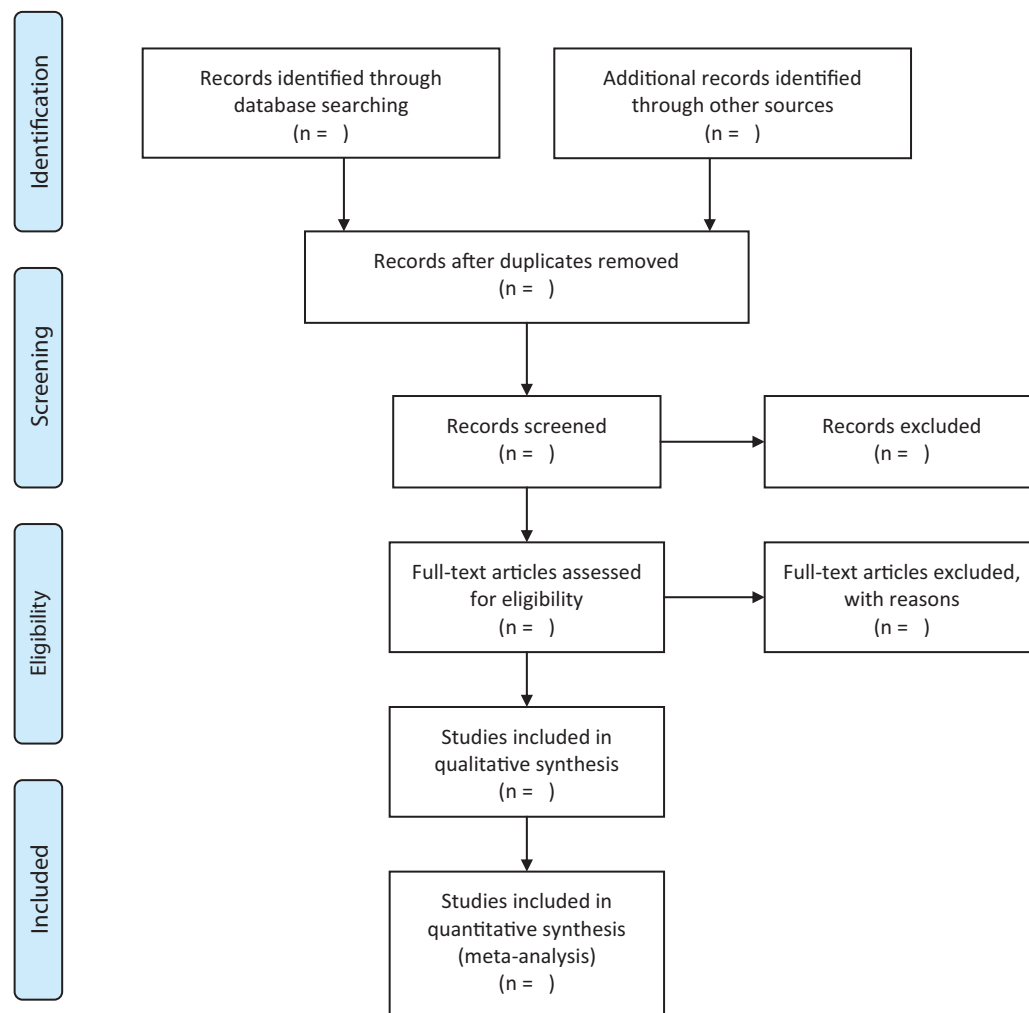 Identification
Records identified through
database searching
(n =   )
Additional records identified
through other sources
(n =   )
Records after duplicates removed
(n =   )
Screening
Records screened
(n =   )
Records excluded
(n =   )
Eligibility
Full-text articles assessed
for eligibility
(n =   )
Full-text articles excluded,
with reasons
(n =   )
Studies included in
qualitative synthesis
(n =   )
Included
Studies included in
quantitative synthesis
(meta-analysis)
(n =   )